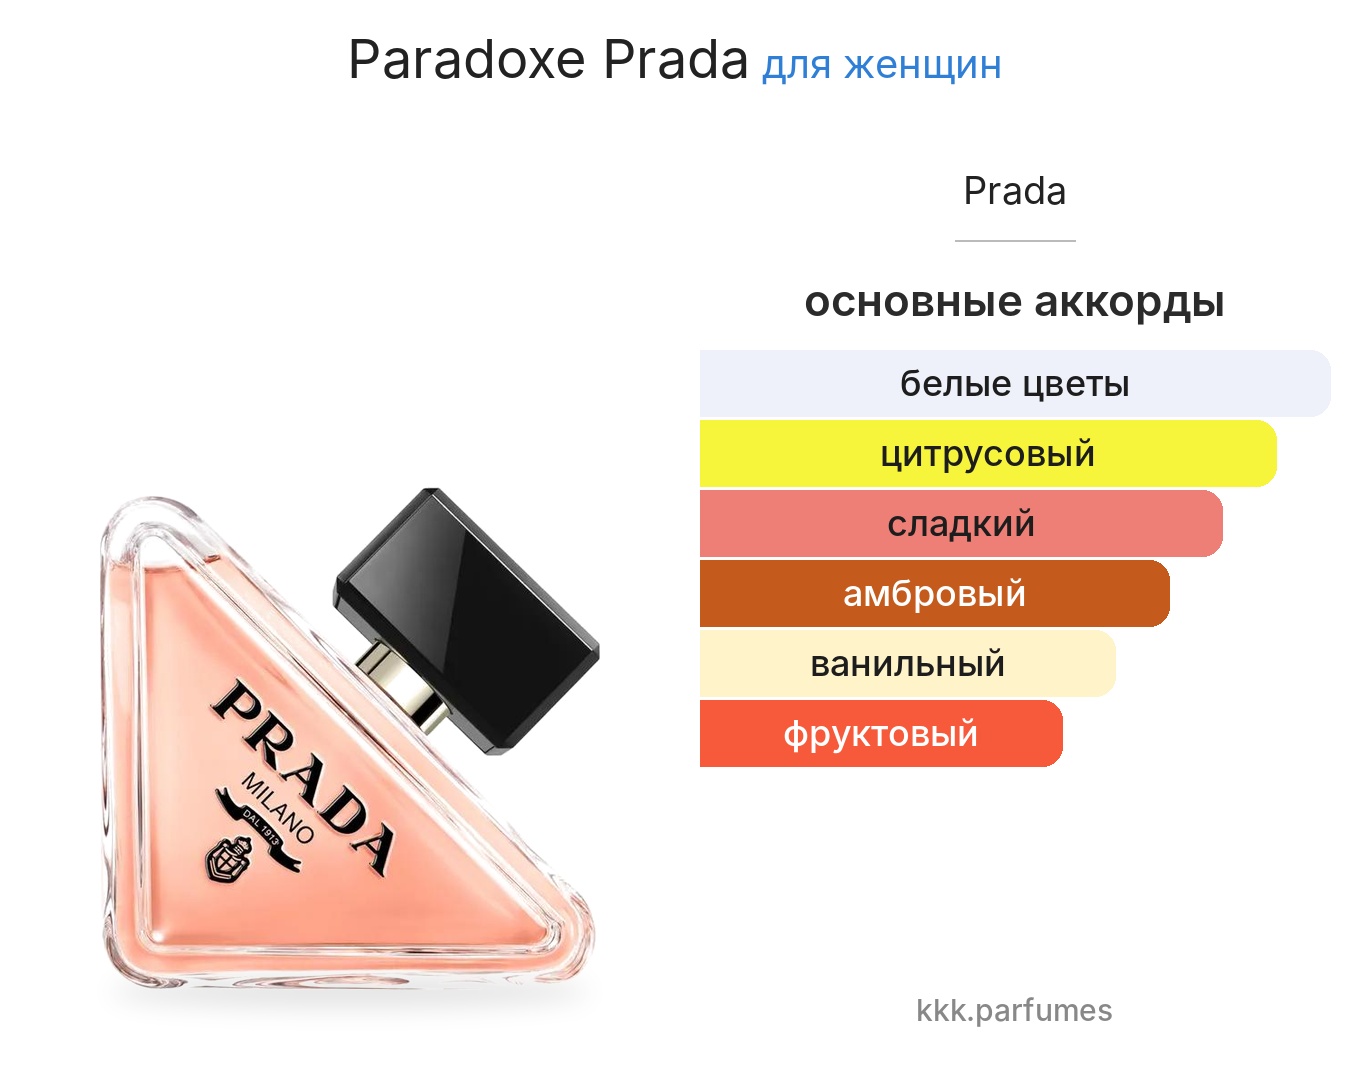 Paradoxe Prada для женщин
Prada
основные аккорды
белые цветы
цитрусовый
сладкий
амбровый
ванильный
фруктовый
PRADA
MILANO
DAL 1913
kkk.parfumes